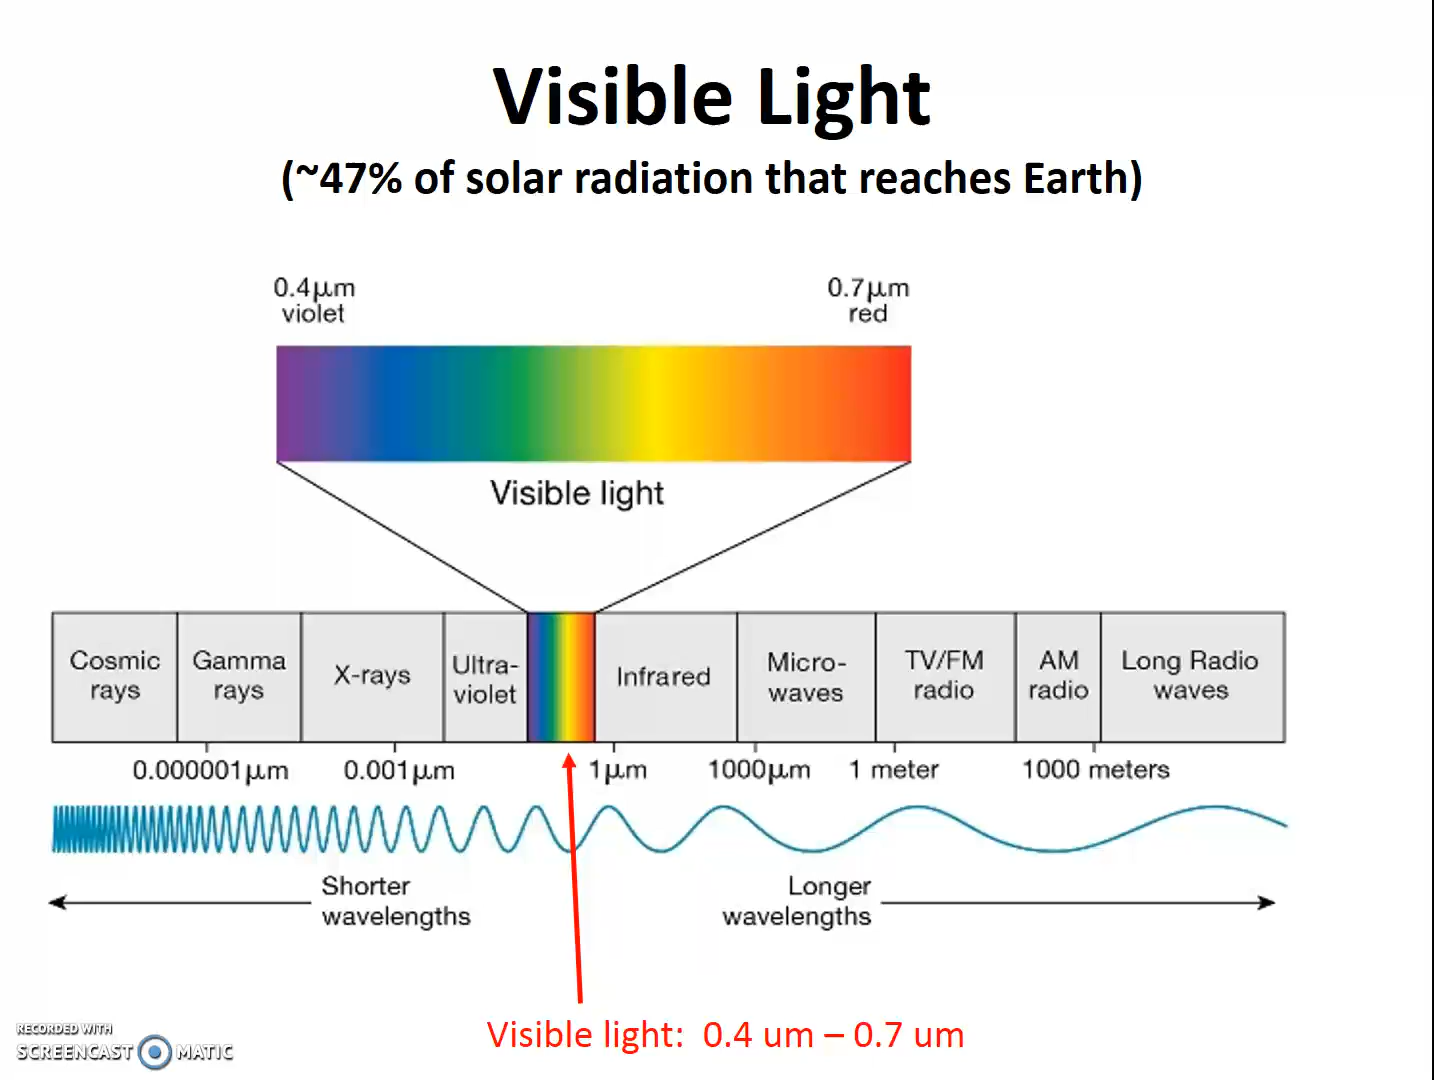 Visible Light
(~47% of solar radiation that reaches Earth)
0.4μm
violet
0.7μm
red
Visible light
Cosmic
rays
Gamma
rays
X-rays
Ultra-
violet
Infrared
Micro-
waves
TV/FM
radio
AM
radio
Long Radio
waves
0.000001μm
0.001μm
1μm
1000μm
1 meter
1000 meters
Shorter
wavelengths
Longer
wavelengths
Visible light:  0.4 um – 0.7 um
RECORDED WITH
SCREENCAST MATIC